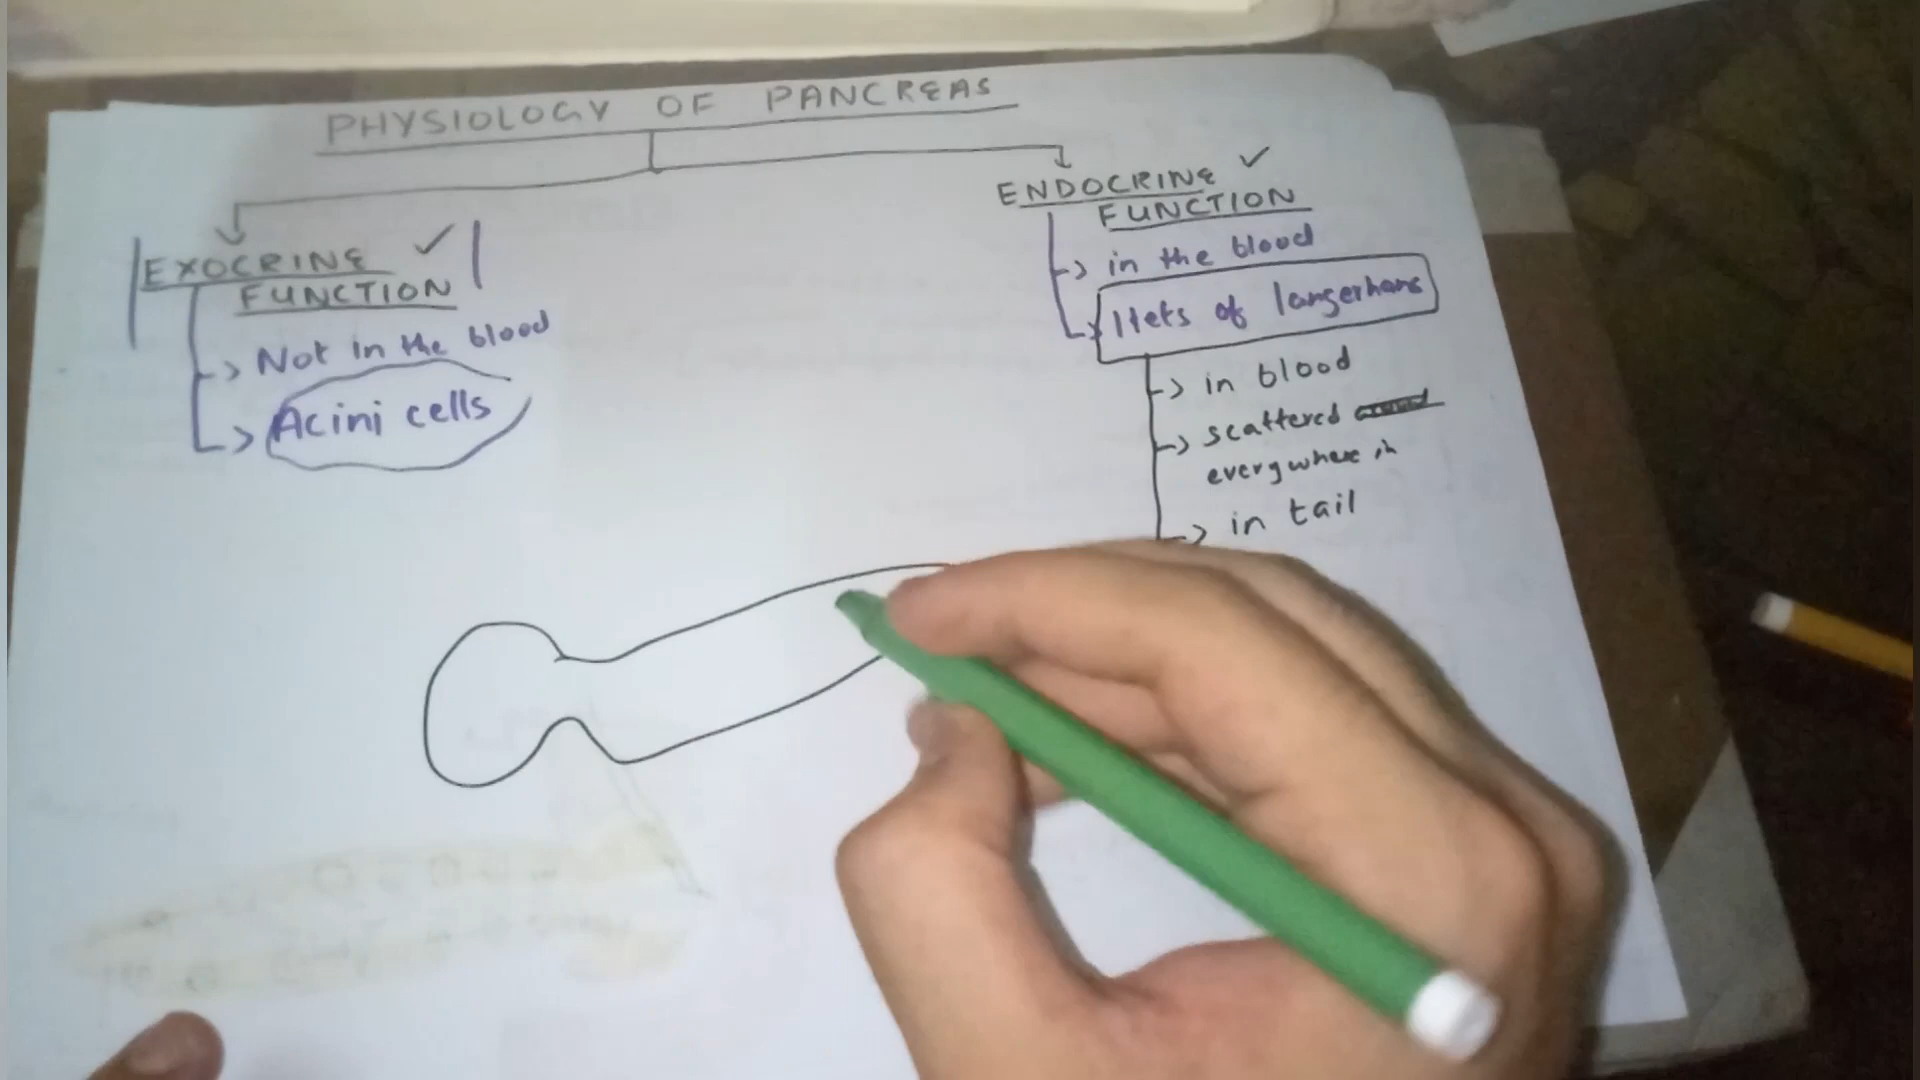 PHYSIOLOGY OF PANCREAS
EXOCRINE ✓
FUNCTION
-> Not in the blood
-> Acini cells
ENDOCRINE ✓
FUNCTION
-> in the blood
-> Ilets of langerhans
-> in blood
-> scattered
everywhere in
-> in tail